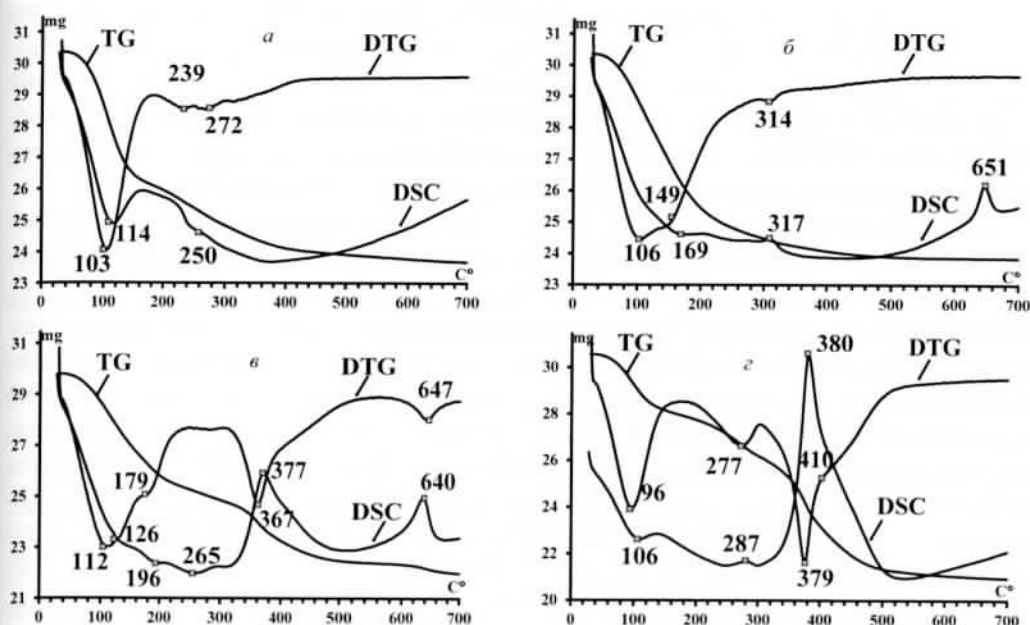 mg
31
30
29
28
27
26
25
24
23
0 100 200 300 400 500 600 700
C°
а
TG
DTG
DSC
239
272
114
103
250
mg
31
30
29
28
27
26
25
24
23
0 100 200 300 400 500 600 700
C°
б
TG
DTG
DSC
314
149
651
317
106
169
mg
31
29
27
25
23
21
0 100 200 300 400 500 600 700
C°
в
TG
DTG
DSC
647
377
179
640
367
126
112
196
265
mg
30
28
26
24
22
20
0 100 200 300 400 500 600 700
C°
г
TG
DTG
DSC
380
277
410
96
106
287
379